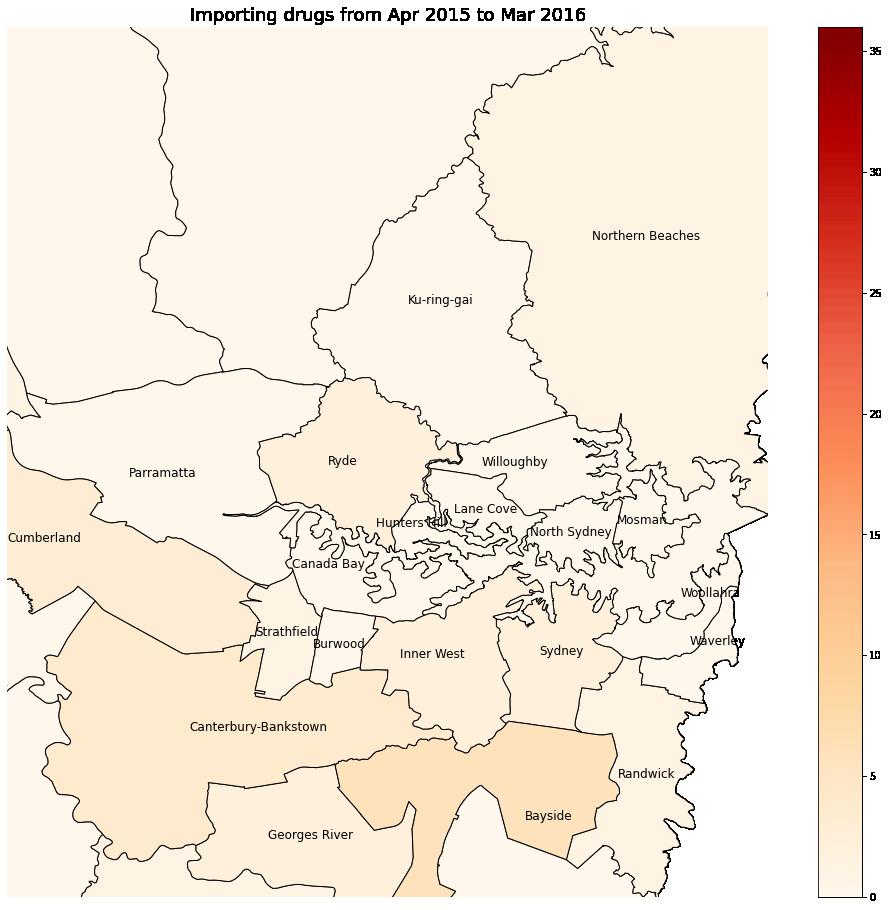 Importing drugs from Apr 2015 to Mar 2016
35
30
25
20
15
10
5
0
Northern Beaches
Ku-ring-gai
Ryde
Willoughby
Parramatta
Lane Cove
Hunters Hill
Mosman
North Sydney
Cumberland
Canada Bay
Woollahra
Strathfield
Burwood
Waverley
Inner West
Sydney
Canterbury-Bankstown
Randwick
Bayside
Georges River